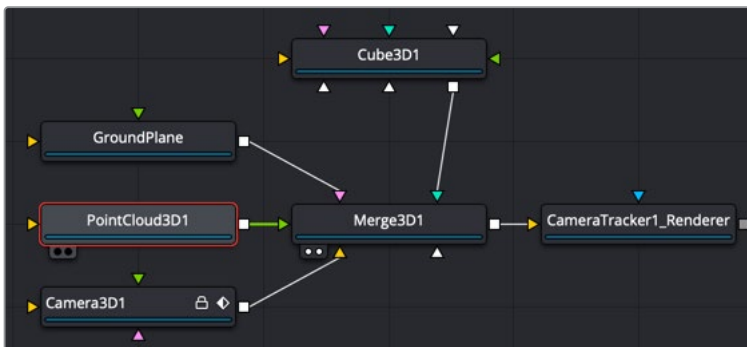 Cube3D1
GroundPlane
PointCloud3D1
Merge3D1
CameraTracker1_Renderer
Camera3D1